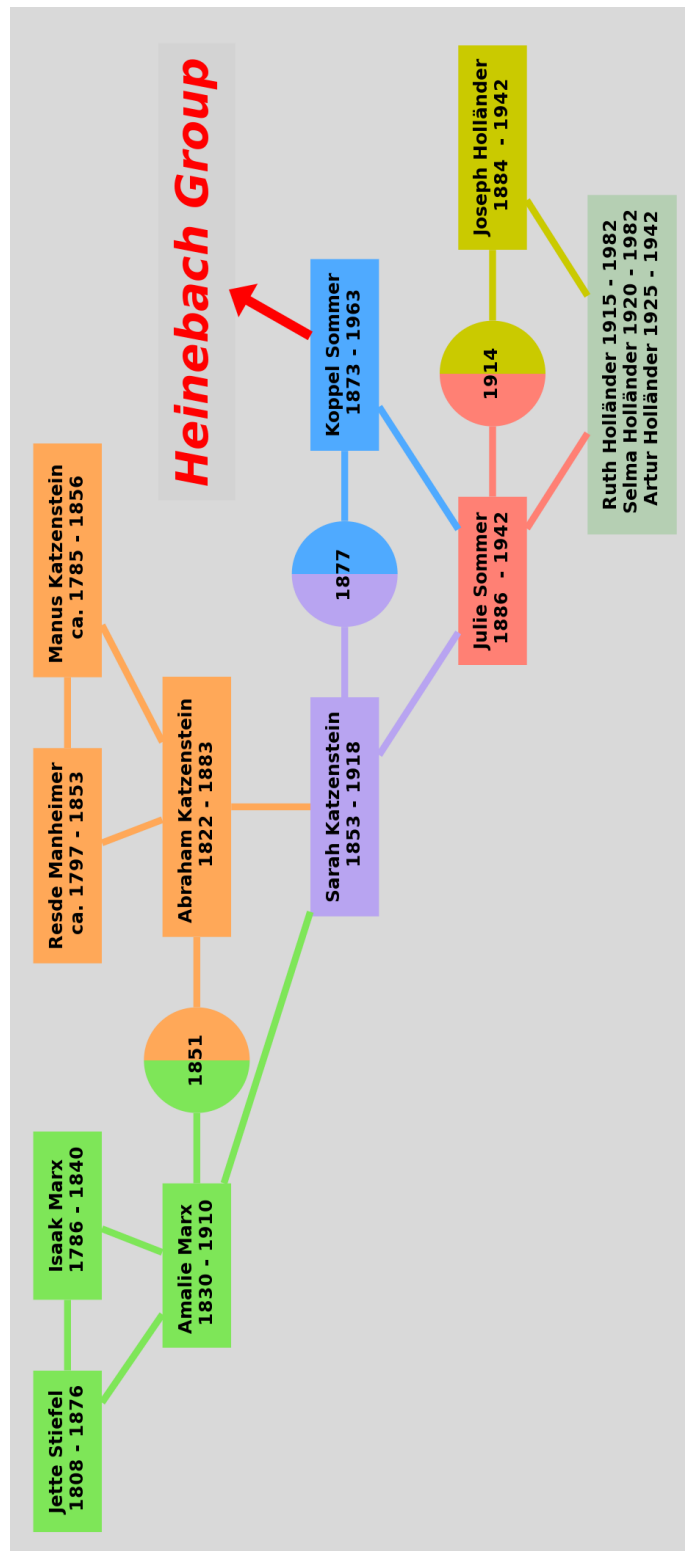 Jette Stiefel
1808 - 1876
Isaak Marx
1786 - 1840
Resde Manheimer
ca. 1797 - 1853
Manus Katzenstein
ca. 1785 - 1856
Amalie Marx
1830 - 1910
1851
Abraham Katzenstein
1822 - 1883
Heinebach Group
Sarah Katzenstein
1853 - 1918
1877
Koppel Sommer
1873 - 1963
Julie Sommer
1886  - 1942
1914
Joseph Holländer
1884  - 1942
Ruth Holländer 1915 - 1982
Selma Holländer 1920 - 1982
Artur Holländer 1925 - 1942